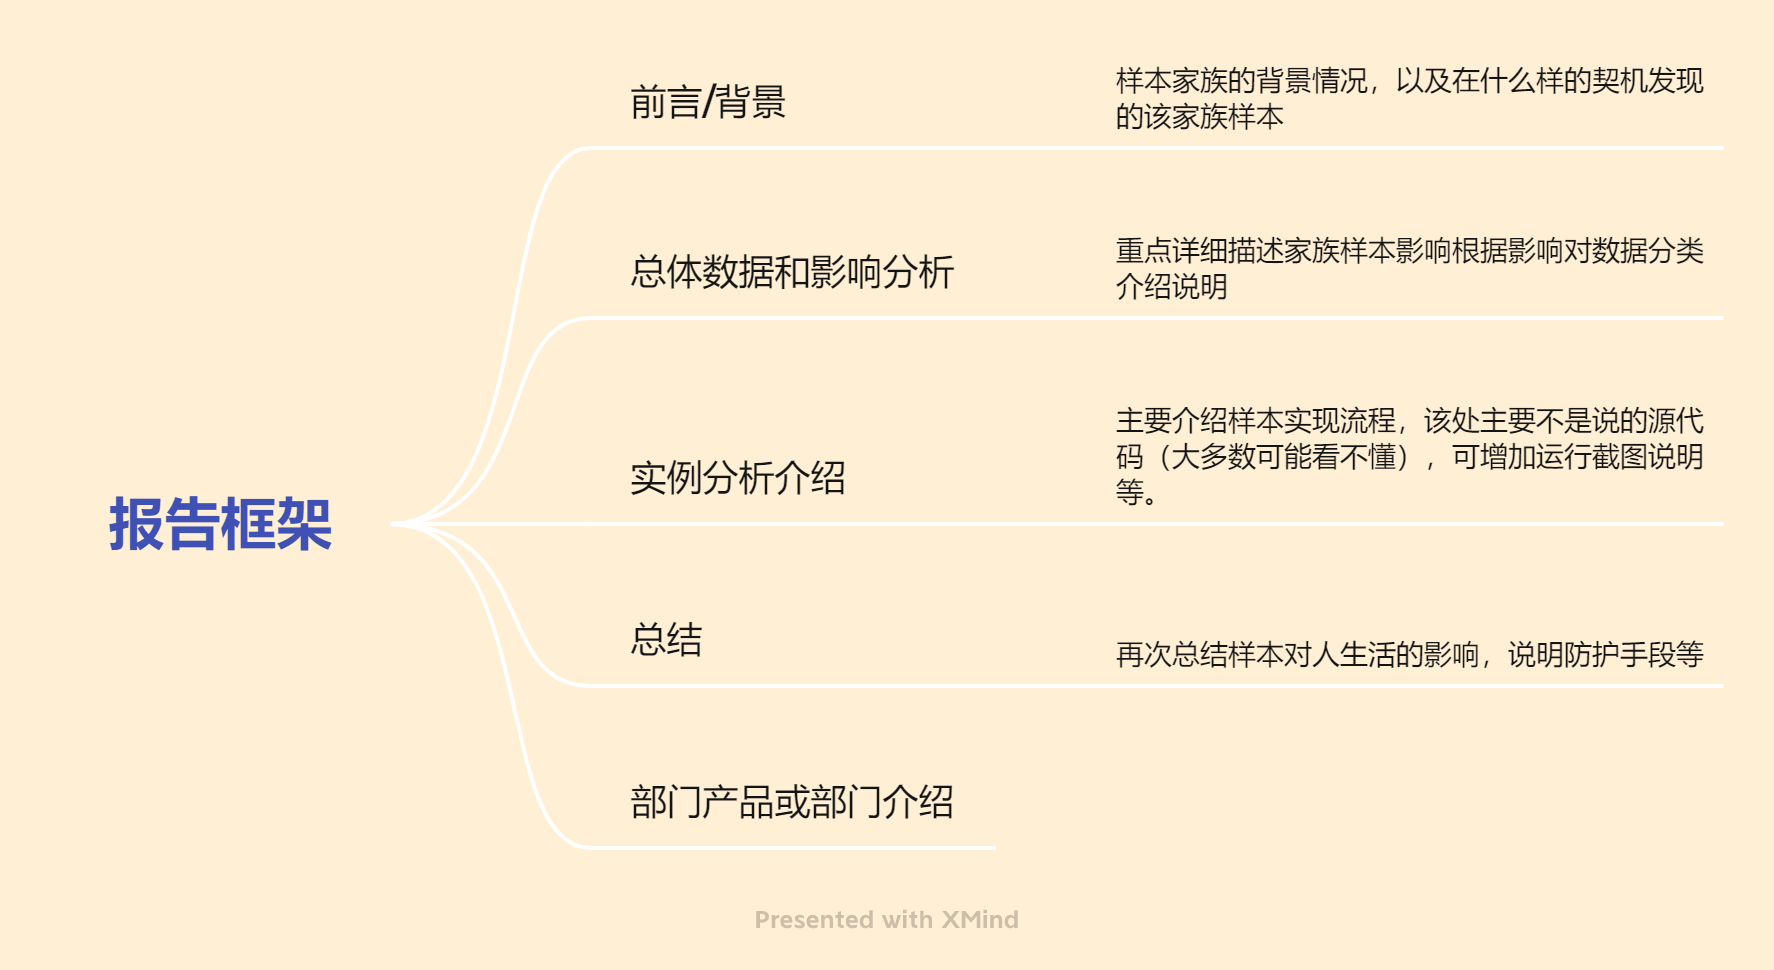 前言/背景
样本家族的背景情况，以及在什么样的契机发现
的该家族样本
总体数据和影响分析
重点详细描述家族样本影响根据影响对数据分类
介绍说明
实例分析介绍
主要介绍样本实现流程，该处主要不是说的源代
码（大多数可能看不懂），可增加运行截图说明
等。
报告框架
总结
再次总结样本对人生活的影响，说明防护手段等
部门产品或部门介绍
Presented with XMind